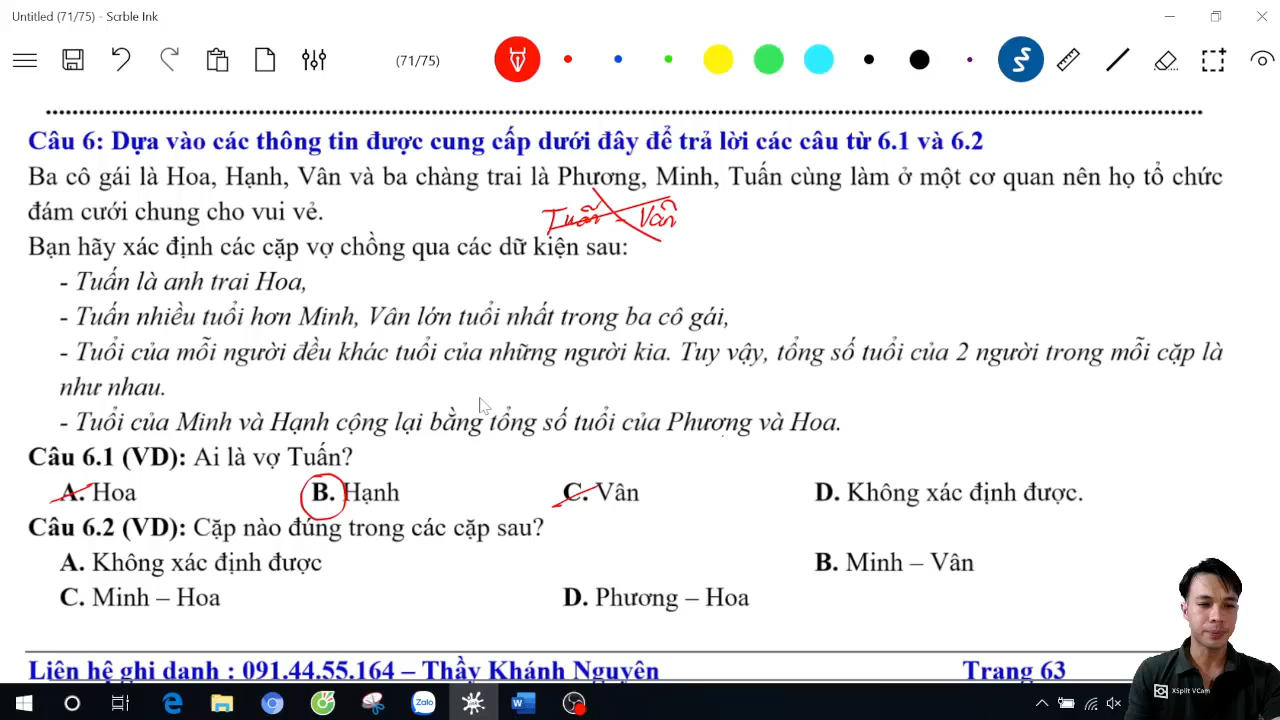 Untitled (71/75) - Scrble Ink
(71/75)
Câu 6: Dựa vào các thông tin được cung cấp dưới đây để trả lời các câu từ 6.1 và 6.2
Ba cô gái là Hoa, Hạnh, Vân và ba chàng trai là Phương, Minh, Tuấn cùng làm ở một cơ quan nên họ tổ chức
đám cưới chung cho vui vẻ.
Tuấn - Vân
Bạn hãy xác định các cặp vợ chồng qua các dữ kiện sau:
- Tuấn là anh trai Hoa,
- Tuấn nhiều tuổi hơn Minh, Vân lớn tuổi nhất trong ba cô gái,
- Tuổi của mỗi người đều khác tuổi của những người kia. Tuy vậy, tổng số tuổi của 2 người trong mỗi cặp là
như nhau.
- Tuổi của Minh và Hạnh cộng lại bằng tổng số tuổi của Phượng và Hoa.
Câu 6.1 (VD): Ai là vợ Tuấn?
A. Hoa B. Hạnh C. Vân D. Không xác định được.
Câu 6.2 (VD): Cặp nào đúng trong các cặp sau?
A. Không xác định được B. Minh – Vân
C. Minh – Hoa D. Phương – Hoa
Liên hệ ghi danh : 091.44.55.164 – Thầy Khánh Nguyên Trang 63
XSplit VCam
Zalo